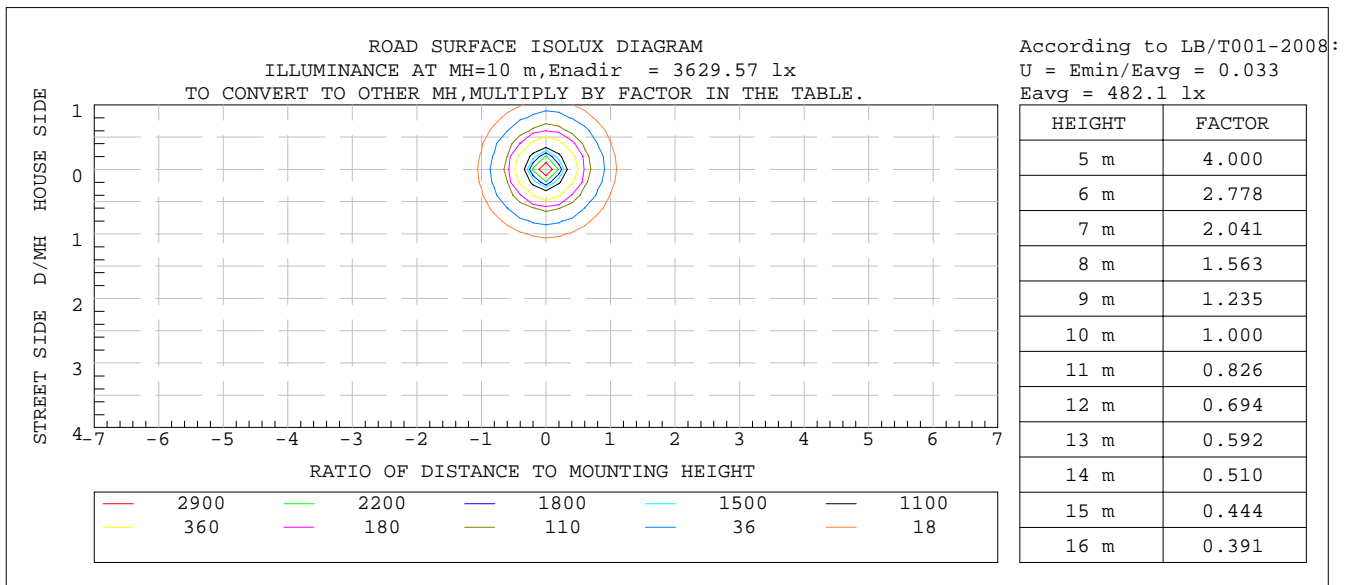 ROAD SURFACE ISOLUX DIAGRAM
ILLUMINANCE AT MH=10 m,Enadir = 3629.57 lx
TO CONVERT TO OTHER MH,MULTIPLY BY FACTOR IN THE TABLE.
STREET SIDE D/MH HOUSE SIDE
1
0
1
2
3
4
-7 -6 -5 -4 -3 -2 -1 0 1 2 3 4 5 6 7
RATIO OF DISTANCE TO MOUNTING HEIGHT
2900 2200 1800 1500 1100
360 180 110 36 18
According to LB/T001-2008:
U = Emin/Eavg = 0.033
Eavg = 482.1 lx
HEIGHT FACTOR
5 m 4.000
6 m 2.778
7 m 2.041
8 m 1.563
9 m 1.235
10 m 1.000
11 m 0.826
12 m 0.694
13 m 0.592
14 m 0.510
15 m 0.444
16 m 0.391